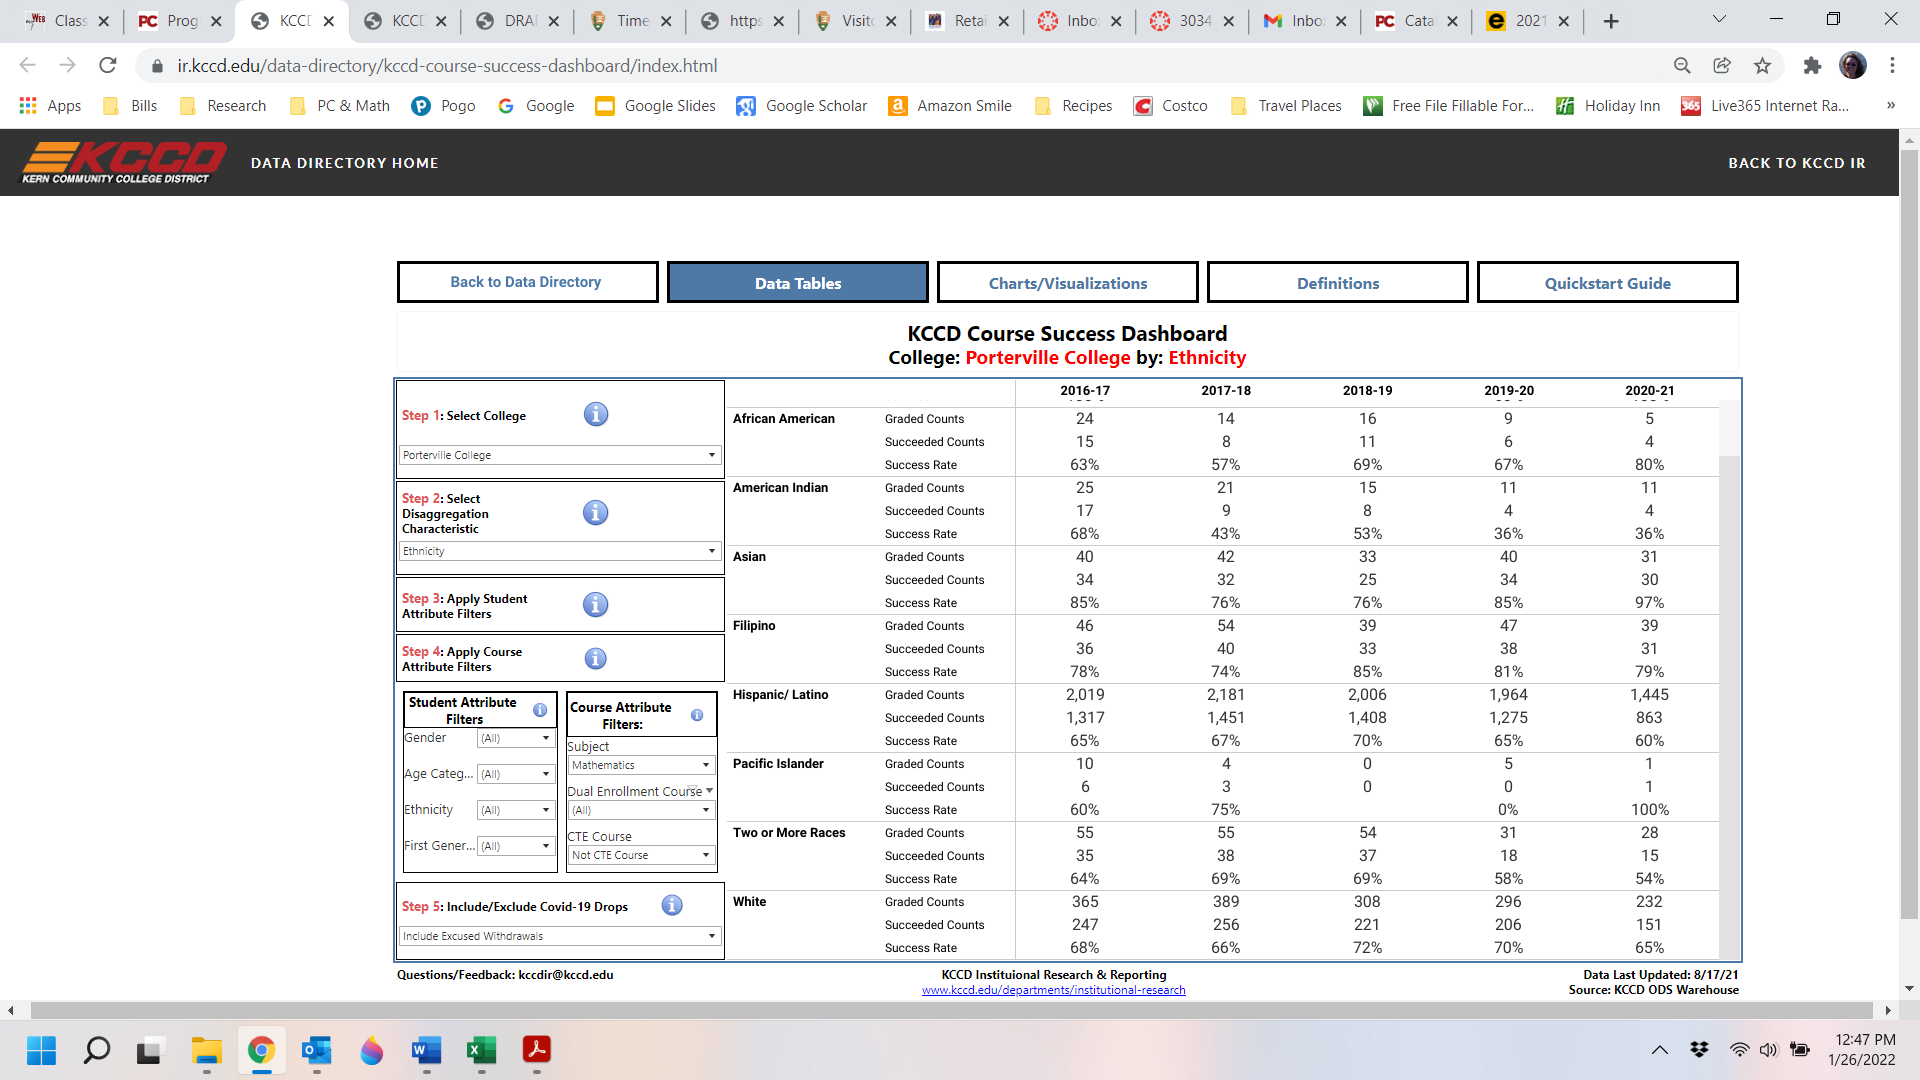 Class
PC Prog
KCCD
KCCD
DRAF
Time
https
Visito
Retai
Inbo
3034
Inbo
PC Cata
2021
ir.kccd.edu/data-directory/kccd-course-success-dashboard/index.html
Apps Bills Research PC & Math Pogo Google Google Slides Google Scholar Amazon Smile Recipes Costco Travel Places Free File Fillable For... Holiday Inn 365 Live365 Internet Ra... »
KCCD
KERN COMMUNITY COLLEGE DISTRICT
DATA DIRECTORY HOME
BACK TO KCCD IR
Back to Data Directory Data Tables Charts/Visualizations Definitions Quickstart Guide
KCCD Course Success Dashboard
College: Porterville College by: Ethnicity
Step 1: Select College
Porterville College
Step 2: Select
Disaggregation
Characteristic
Ethnicity
Step 3: Apply Student
Attribute Filters
Step 4: Apply Course
Attribute Filters
Student Attribute
Filters
Gender (All)
Age Categ... (All)
Ethnicity (All)
First Gener... (All)
Course Attribute
Filters:
Subject
Mathematics
Dual Enrollment Course
(All)
CTE Course
Not CTE Course
Step 5: Include/Exclude Covid-19 Drops
Include Excused Withdrawals
2016-17 2017-18 2018-19 2019-20 2020-21
African American Graded Counts 24 14 16 9 5
Succeeded Counts 15 8 11 6 4
Success Rate 63% 57% 69% 67% 80%
American Indian Graded Counts 25 21 15 11 11
Succeeded Counts 17 9 8 4 4
Success Rate 68% 43% 53% 36% 36%
Asian Graded Counts 40 42 33 40 31
Succeeded Counts 34 32 25 34 30
Success Rate 85% 76% 76% 85% 97%
Filipino Graded Counts 46 54 39 47 39
Succeeded Counts 36 40 33 38 31
Success Rate 78% 74% 85% 81% 79%
Hispanic/ Latino Graded Counts 2,019 2,181 2,006 1,964 1,445
Succeeded Counts 1,317 1,451 1,408 1,275 863
Success Rate 65% 67% 70% 65% 60%
Pacific Islander Graded Counts 10 4 0 5 1
Succeeded Counts 6 3 0 0 1
Success Rate 60% 75% 0% 100%
Two or More Races Graded Counts 55 55 54 31 28
Succeeded Counts 35 38 37 18 15
Success Rate 64% 69% 69% 58% 54%
White Graded Counts 365 389 308 296 232
Succeeded Counts 247 256 221 206 151
Success Rate 68% 66% 72% 70% 65%
Questions/Feedback: kccdir@kccd.edu
KCCD Instituional Research & Reporting
www.kccd.edu/departments/institutional-research
Data Last Updated: 8/17/21
Source: KCCD ODS Warehouse
12:47 PM
1/26/2022